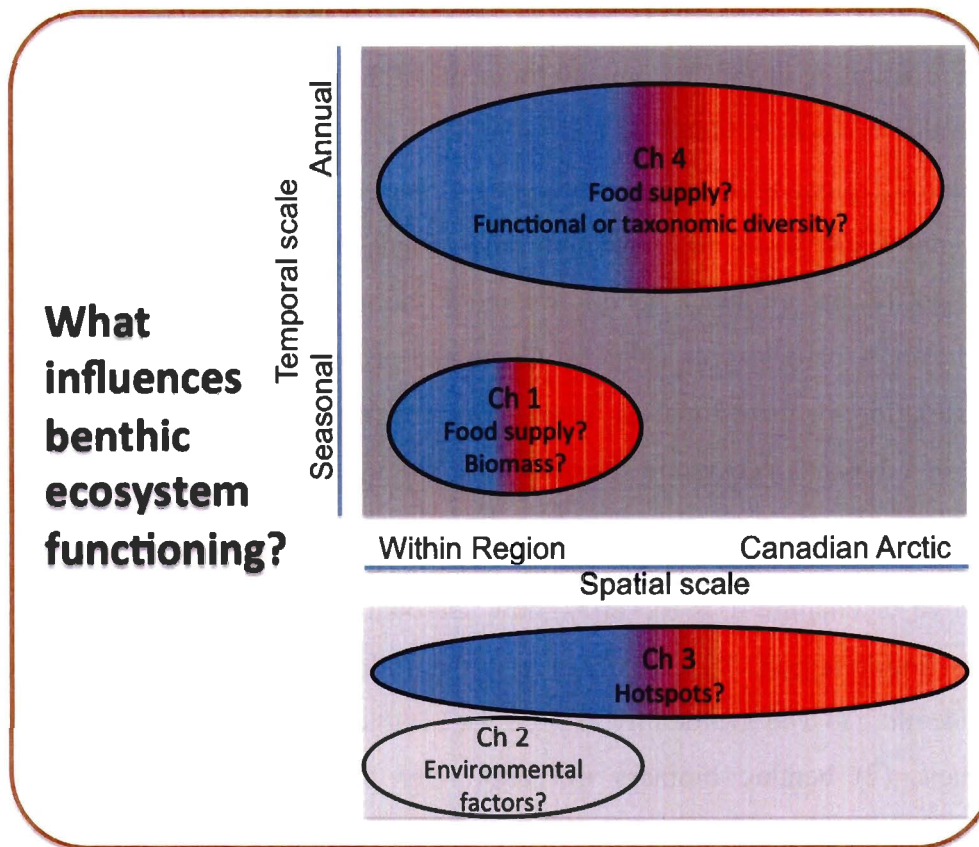 What
influences
benthic
ecosystem
functioning?
Temporal scale
Annual
Seasonal
Ch 4
Food supply?
Functional or taxonomic diversity?
Ch 1
Food supply?
Biomass?
Within Region
Canadian Arctic
Spatial scale
Ch 3
Hotspots?
Ch 2
Environmental
factors?